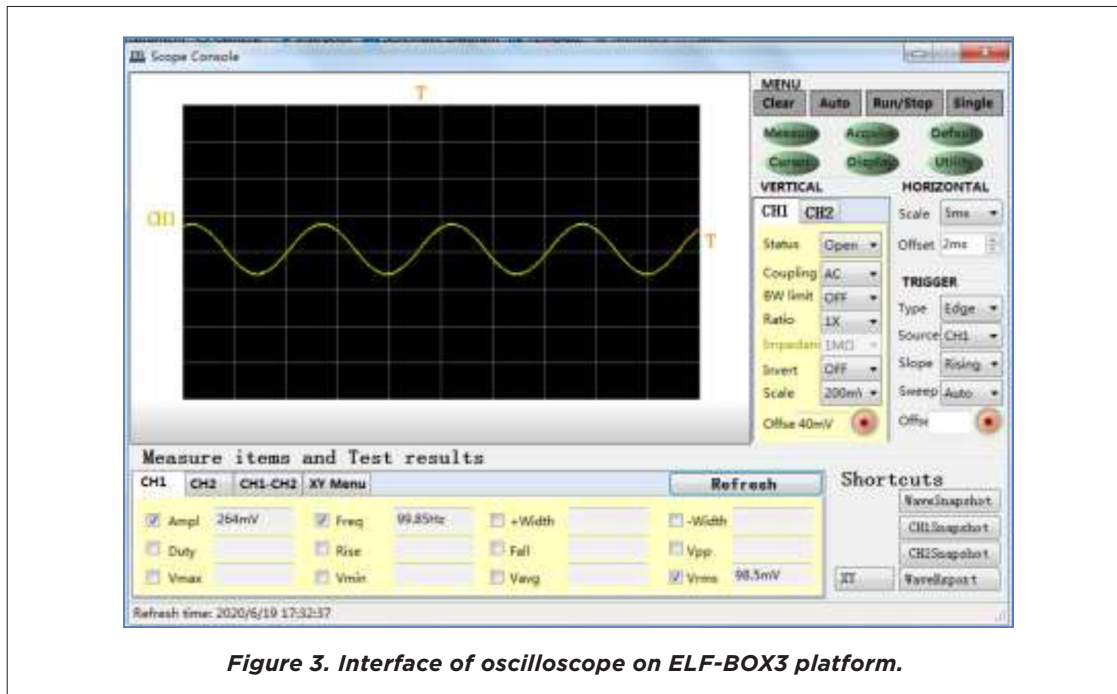 Scope Console
T
CH1
T
MENU
Clear Auto Run/Stop Single
Measure Acquire Default
Cursor Display Utility
VERTICAL
CH1 CH2
Status Open
Coupling AC
BW limit OFF
Ratio 1X
Impedan 1MΩ
Invert OFF
Scale 200mV
Offse 40mV
HORIZONTAL
Scale 5ms
Offset 2ms
TRIGGER
Type Edge
Source CH1
Slope Rising
Sweep Auto
Offse
Measure items and Test results
CH1 CH2 CH1-CH2 XY Menu Refresh
Ampl 264mV Freq 99.85Hz +Width -Width
Duty Rise Fall Vpp
Vmax Vmin Vavg Vrms 98.5mV
Shortcuts
WaveSnapshot
CH1Snapshot
CH2Snapshot
XY WaveExport
Refresh time: 2020/6/19 17:32:37
Figure 3. Interface of oscilloscope on ELF-BOX3 platform.